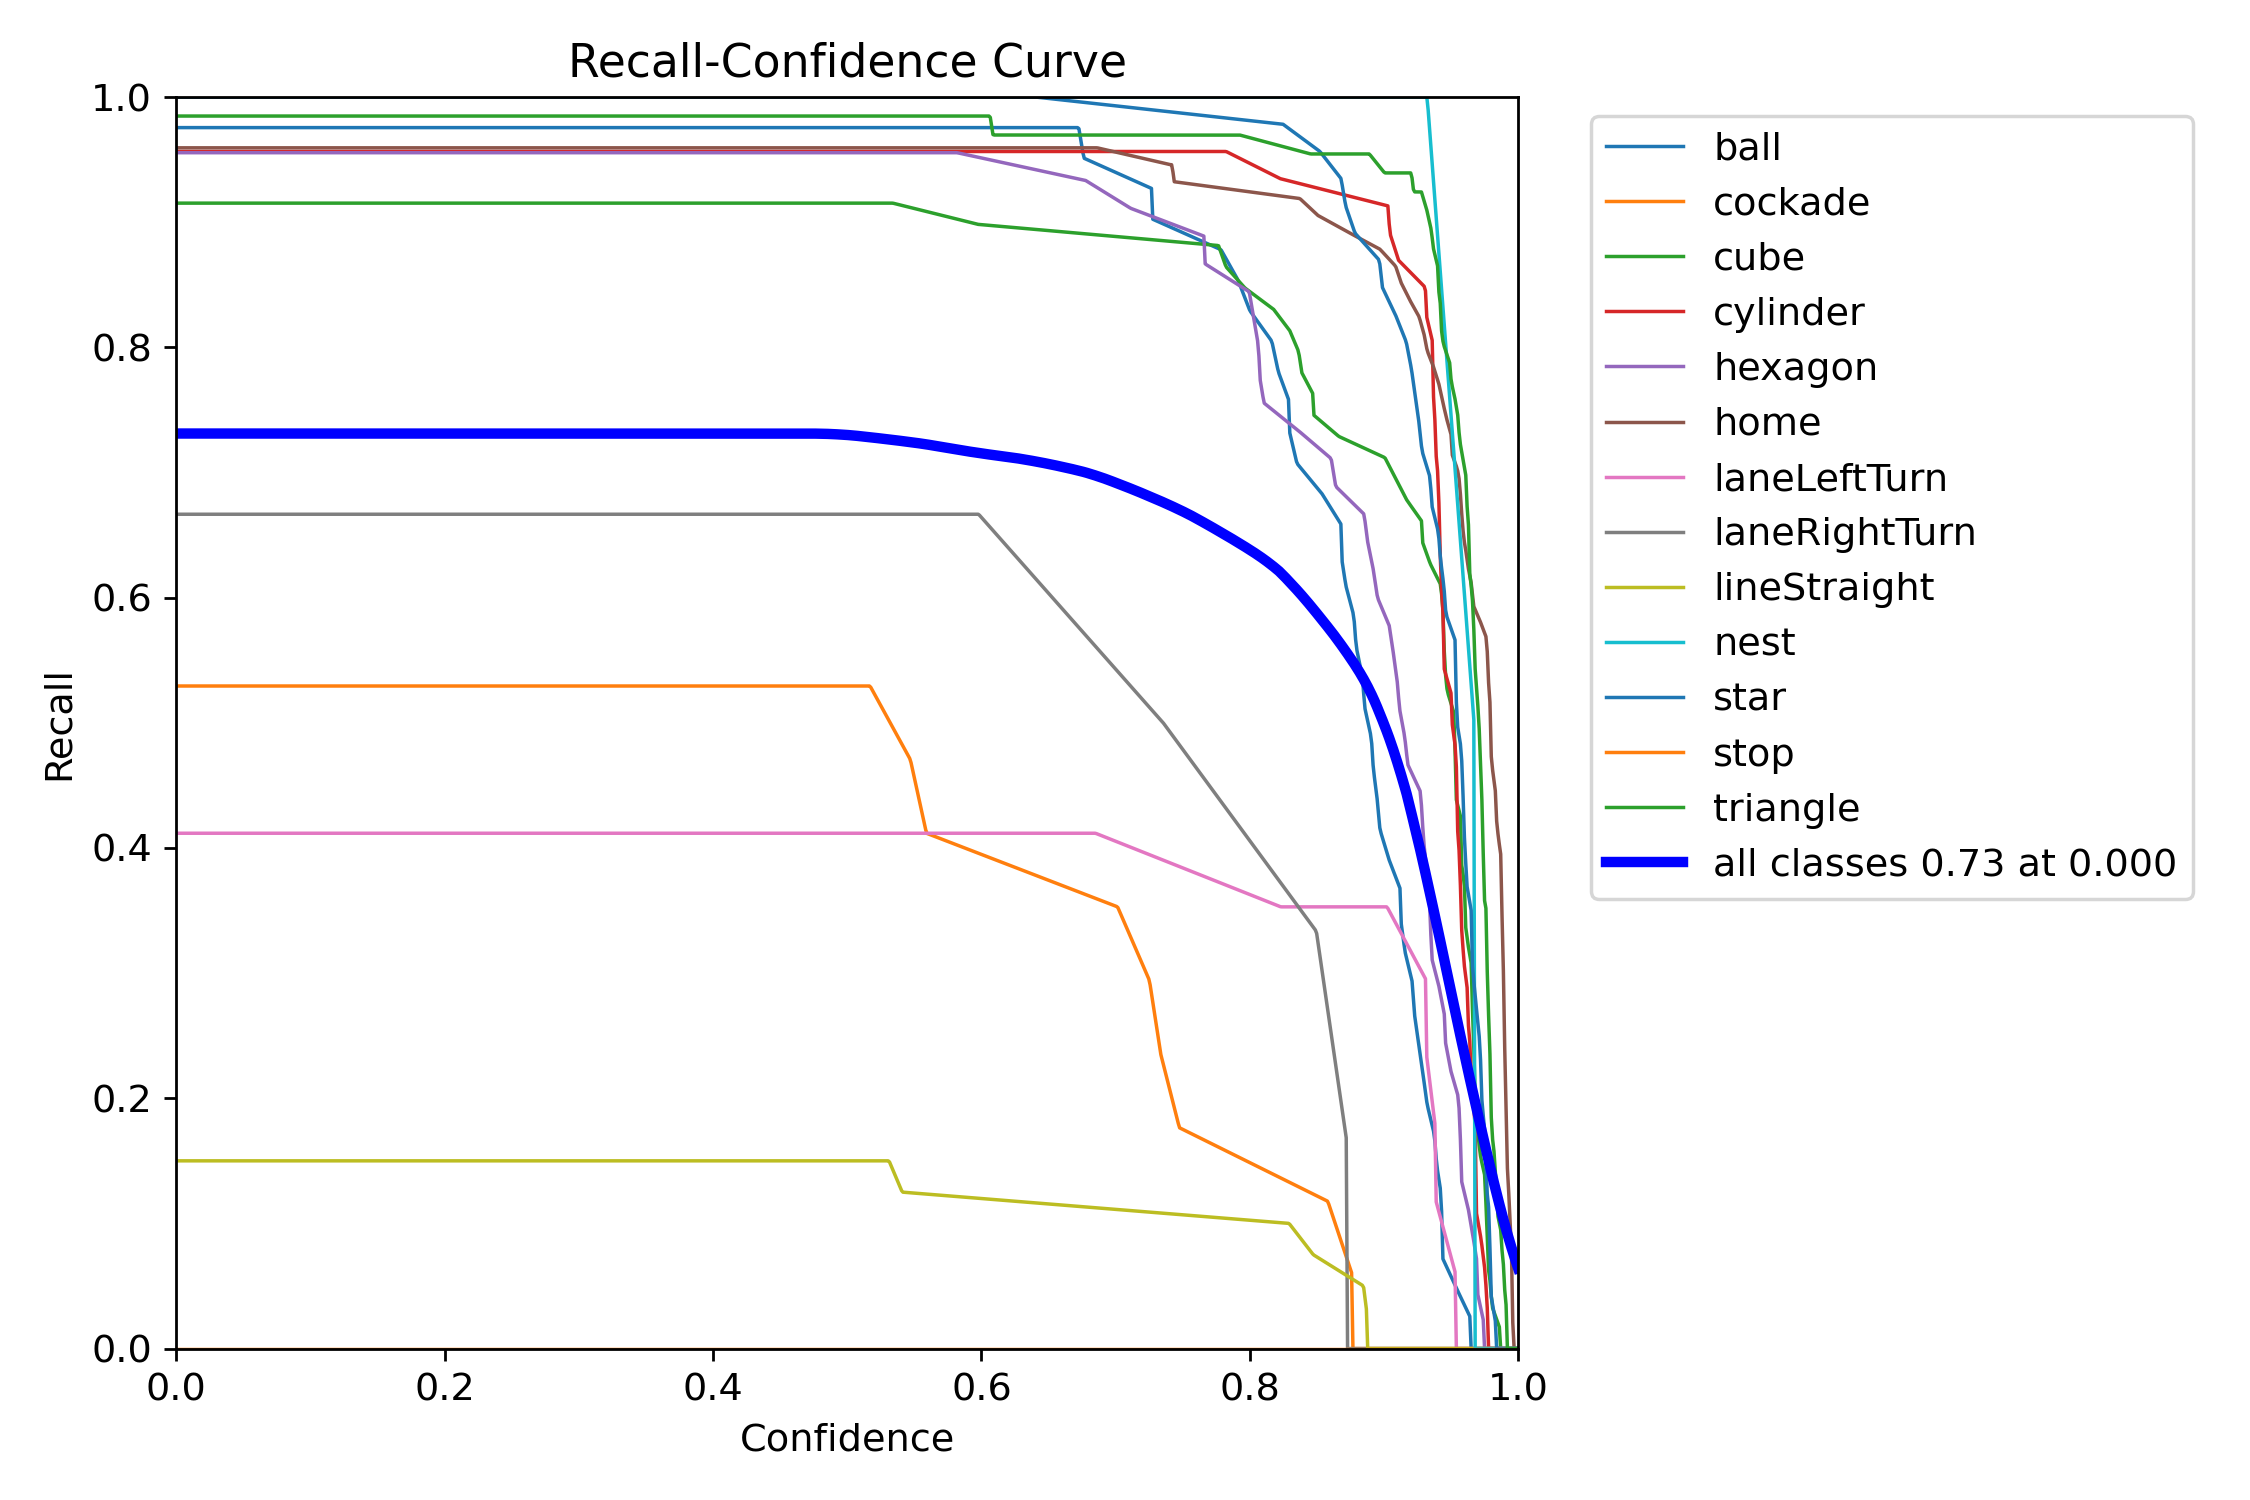 Recall-Confidence Curve
1.0
0.8
0.6
0.4
0.2
0.0
Recall
0.0 0.2 0.4 0.6 0.8 1.0
Confidence
ball
cockade
cube
cylinder
hexagon
home
laneLeftTurn
laneRightTurn
lineStraight
nest
star
stop
triangle
all classes 0.73 at 0.000